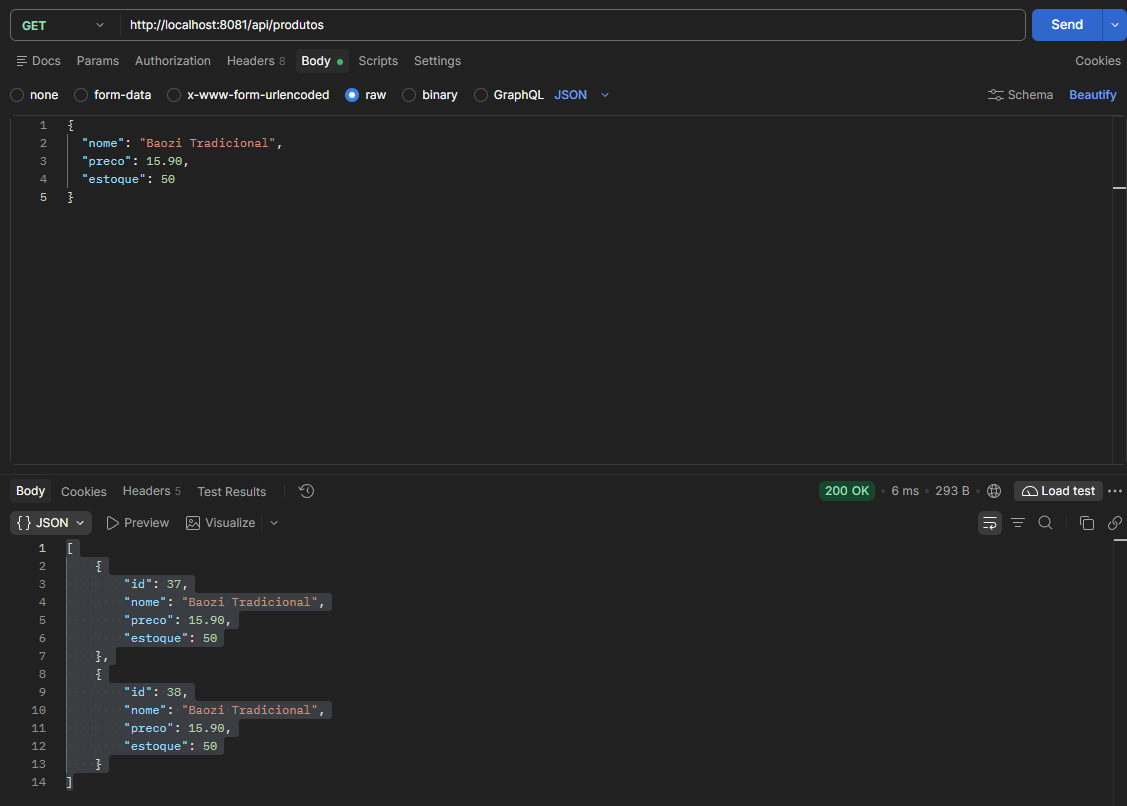 GET http://localhost:8081/api/produtos Send
Docs Params Authorization Headers 8 Body Scripts Settings Cookies
none form-data x-www-form-urlencoded raw binary GraphQL JSON Schema Beautify
1 {
2 "nome": "Baozi Tradicional",
3 "preco": 15.90,
4 "estoque": 50
5 }
Body Cookies Headers 5 Test Results 200 OK • 6 ms • 293 B • Load test
{} JSON Preview Visualize
1 [
2 {
3 "id": 37,
4 "nome": "Baozi Tradicional",
5 "preco": 15.90,
6 "estoque": 50
7 },
8 {
9 "id": 38,
10 "nome": "Baozi Tradicional",
11 "preco": 15.90,
12 "estoque": 50
13 }
14 ]